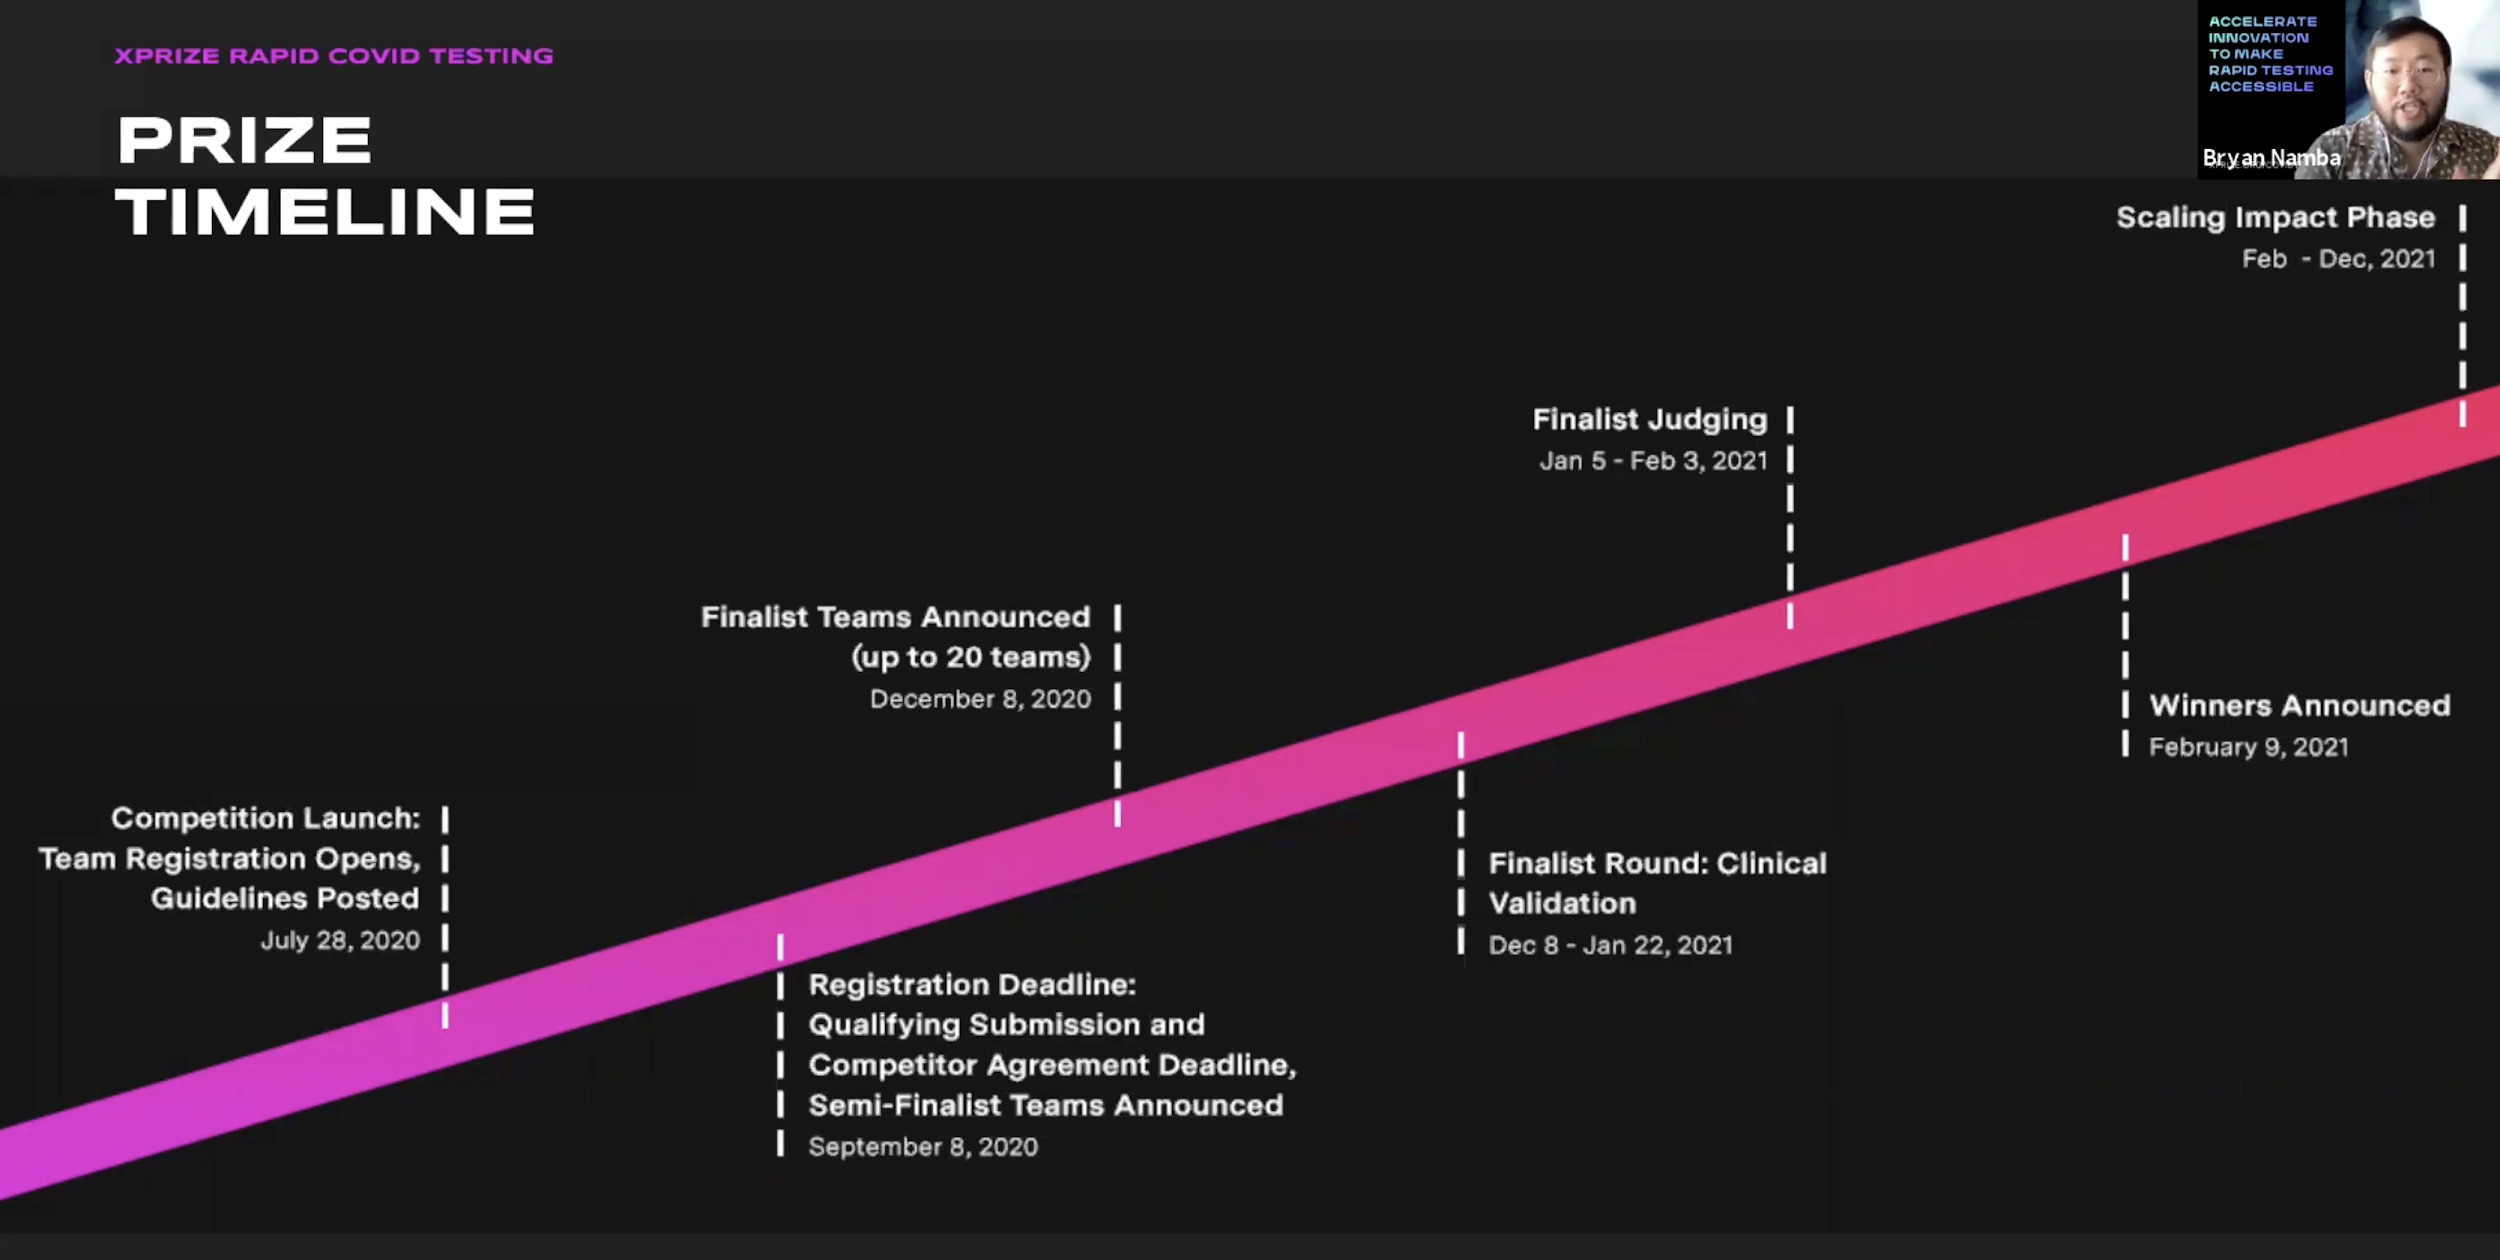 XPRIZE RAPID COVID TESTING
PRIZE
TIMELINE
ACCELERATE
INNOVATION
TO MAKE
RAPID TESTING
ACCESSIBLE
Bryan Namba
Scaling Impact Phase
Feb - Dec, 2021
Finalist Judging
Jan 5 - Feb 3, 2021
Finalist Teams Announced
(up to 20 teams)
December 8, 2020
Winners Announced
February 9, 2021
Competition Launch:
Team Registration Opens,
Guidelines Posted
July 28, 2020
Finalist Round: Clinical
Validation
Dec 8 - Jan 22, 2021
Registration Deadline:
Qualifying Submission and
Competitor Agreement Deadline,
Semi-Finalist Teams Announced
September 8, 2020